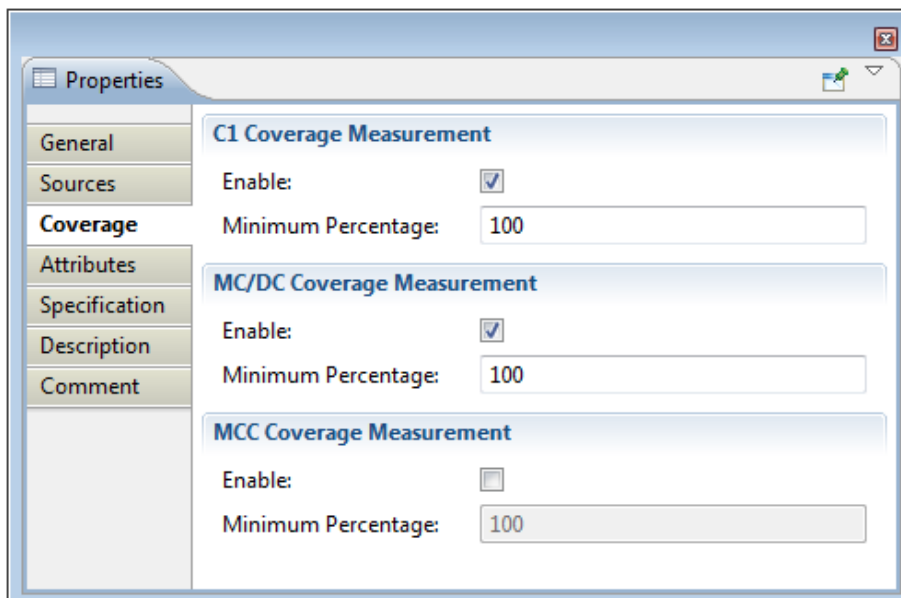 Properties
General
Sources
Coverage
Attributes
Specification
Description
Comment
C1 Coverage Measurement
Enable:
Minimum Percentage: 100
MC/DC Coverage Measurement
Enable:
Minimum Percentage: 100
MCC Coverage Measurement
Enable:
Minimum Percentage: 100